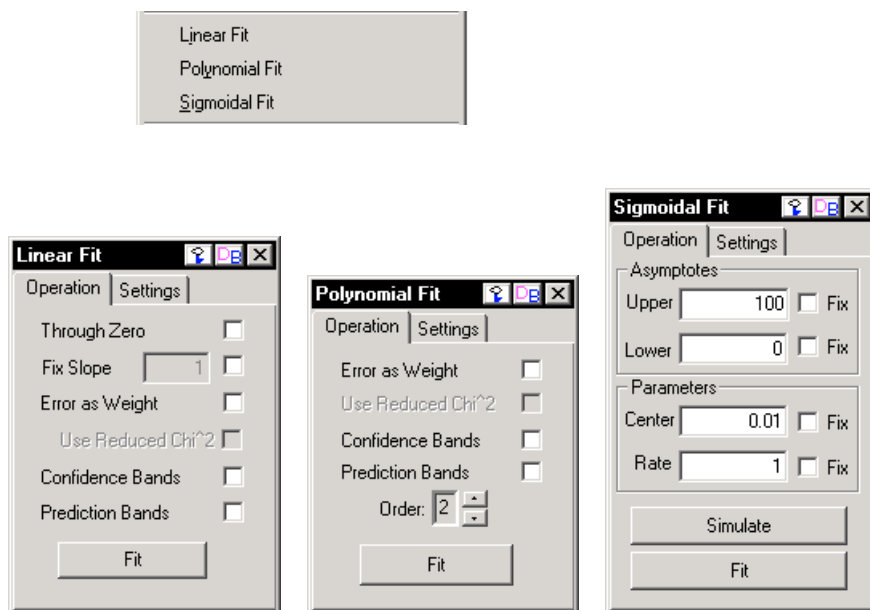 Linear Fit
Polynomial Fit
Sigmoidal Fit
Linear Fit DB
Operation Settings
Through Zero
Fix Slope 1
Error as Weight
Use Reduced Chi^2
Confidence Bands
Prediction Bands
Fit
Polynomial Fit DB
Operation Settings
Error as Weight
Use Reduced Chi^2
Confidence Bands
Prediction Bands
Order: 2
Fit
Sigmoidal Fit DB
Operation Settings
Asymptotes
Upper 100 Fix
Lower 0 Fix
Parameters
Center 0.01 Fix
Rate 1 Fix
Simulate
Fit